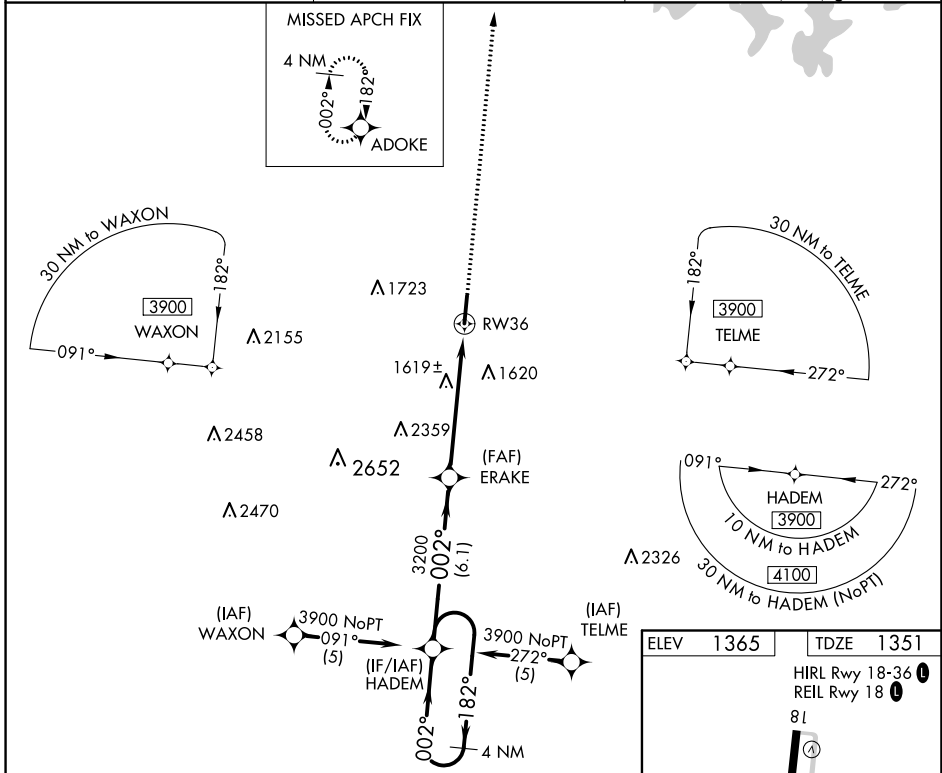 MISSED APCH FIX
4 NM
002°
182°
ADOKE
30 NM to WAXON
182°
3900
WAXON
091°
2155
1723
RW36
1619±
1620
2458
2359
2652
(FAF)
ERAKE
2470
3200
002°
(6.1)
30 NM to TELME
182°
3900
TELME
272°
091°
272°
HADEM
3900
10 NM to HADEM
4100
30 NM to HADEM (NoPT)
2326
(IAF)
WAXON
3900 NoPT
091°
(5)
(IF/IAF)
HADEM
3900 NoPT
272°
(5)
(IAF)
TELME
002°
182°
4 NM
ELEV 1365
TDZE 1351
HIRL Rwy 18-36 L
REIL Rwy 18 L
18
A